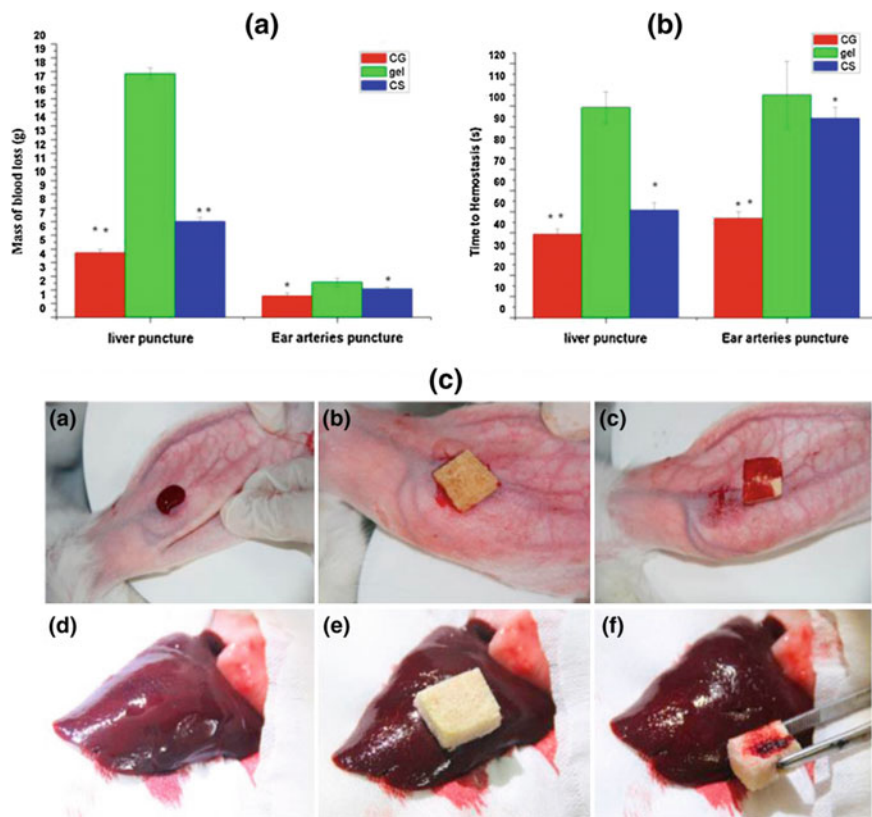 (a)
CG
gel
CS
Mass of blood loss (g)
20
19
18
17
16
15
14
13
12
11
10
9
8
7
6
5
4
3
2
1
0
* *
* *
*
*
liver puncture
Ear arteries puncture
(b)
CG
gel
CS
Time to Hemostasis (s)
120
110
100
90
80
70
60
50
40
30
20
10
0
* *
*
* *
*
liver puncture
Ear arteries puncture
(c)
(a)
(b)
(c)
(d)
(e)
(f)